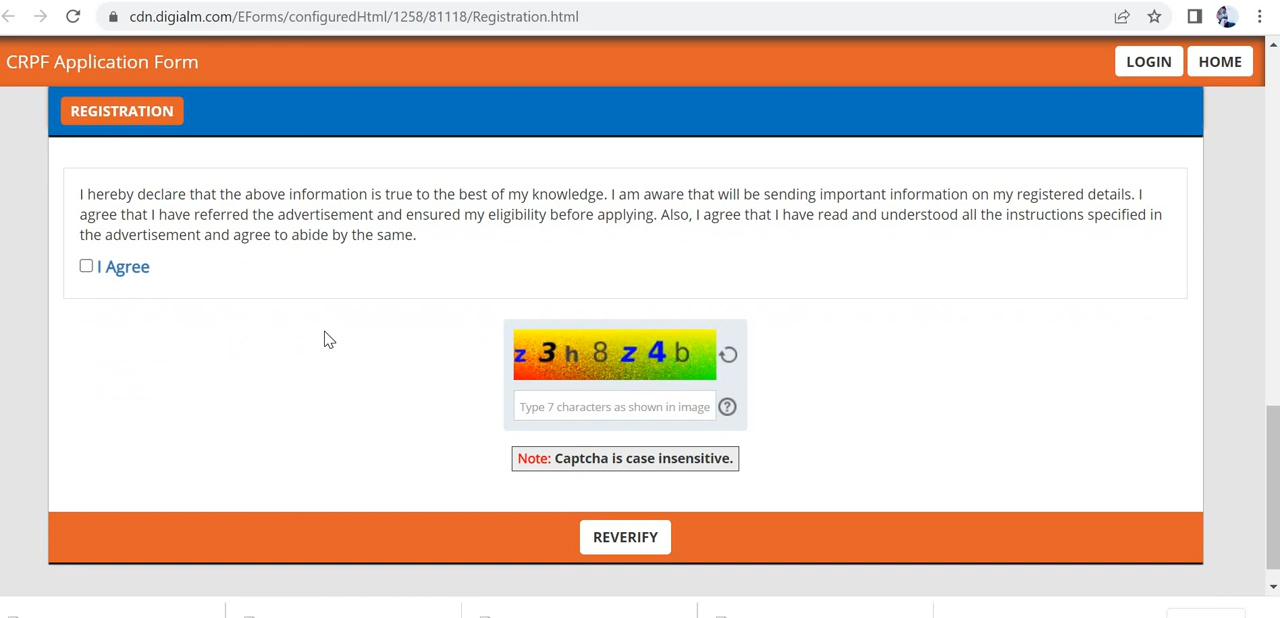 cdn.digialm.com/EForms/configuredHtml/1258/81118/Registration.html
CRPF Application Form LOGIN HOME
REGISTRATION
I hereby declare that the above information is true to the best of my knowledge. I am aware that will be sending important information on my registered details. I
agree that I have referred the advertisement and ensured my eligibility before applying. Also, I agree that I have read and understood all the instructions specified in
the advertisement and agree to abide by the same.
I Agree
z 3 h 8 z 4 b
Type 7 characters as shown in image ?
Note: Captcha is case insensitive.
REVERIFY